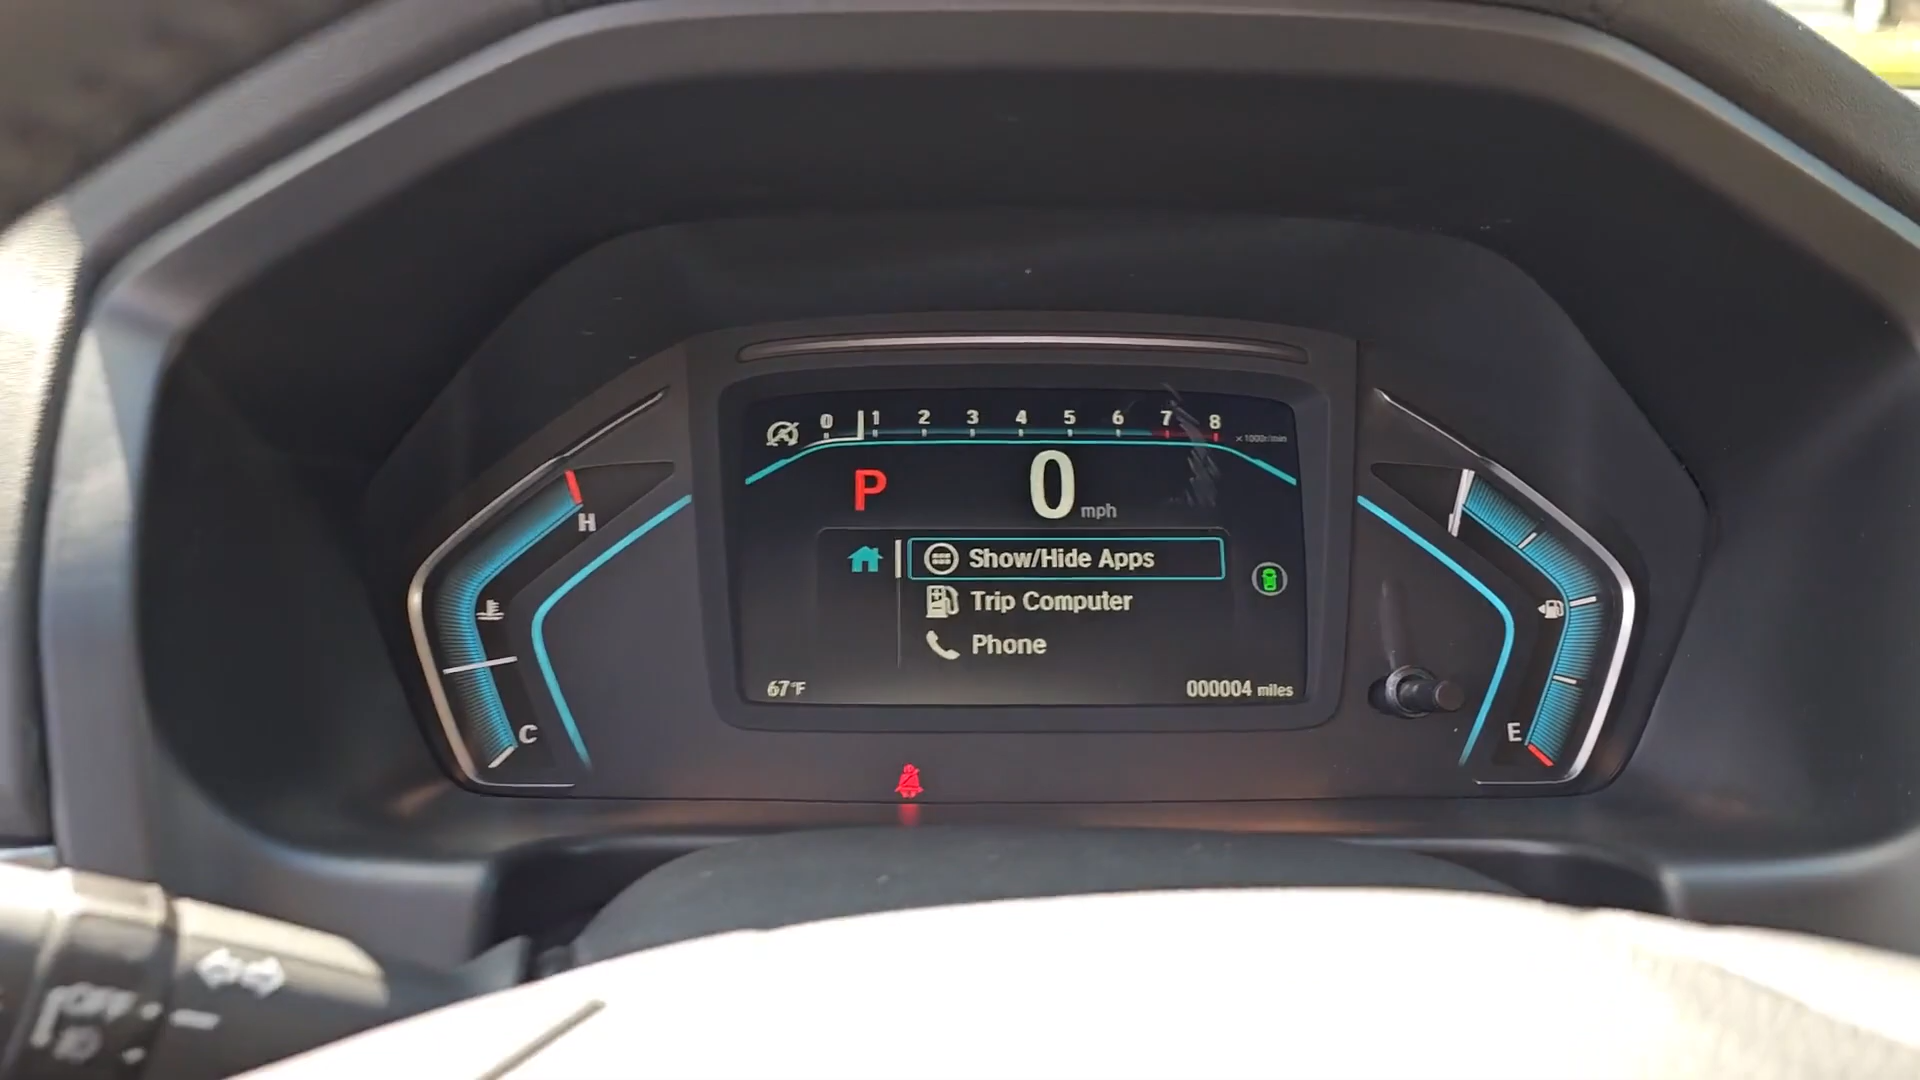 0 1 2 3 4 5 6 7 8
×1000r/min
P 0 mph
H
Show/Hide Apps
Trip Computer
Phone
C
E
67°F
000004 miles
OFF